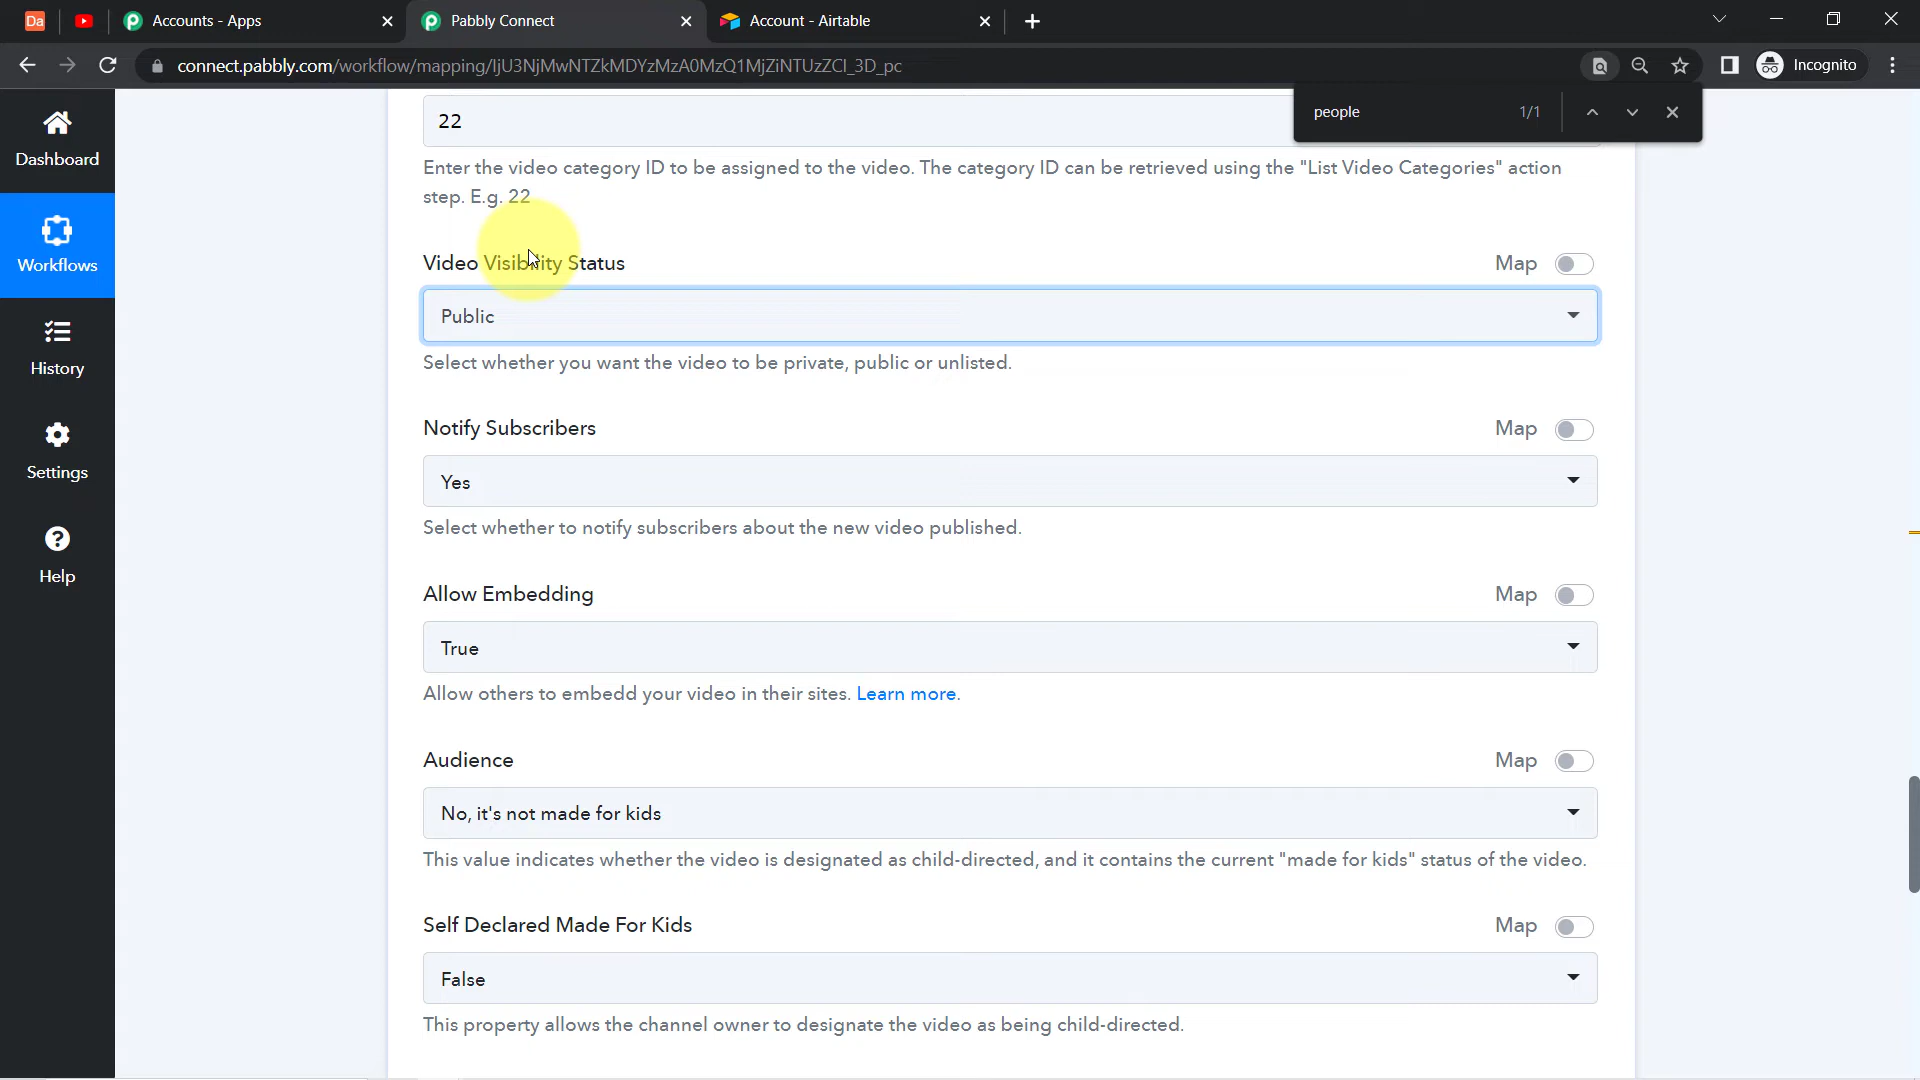 Da
Accounts - Apps
Pabbly Connect
Account - Airtable
connect.pabbly.com/workflow/mapping/IjU3NjMwNTZkMDYzMzA0MzQ1MjZiNTUzZCI_3D_pc
Incognito
people
1/1
Dashboard
Workflows
History
Settings
Help
22
Enter the video category ID to be assigned to the video. The category ID can be retrieved using the "List Video Categories" action
step. E.g. 22
Video Visibility Status
Map
Public
Select whether you want the video to be private, public or unlisted.
Notify Subscribers
Map
Yes
Select whether to notify subscribers about the new video published.
Allow Embedding
Map
True
Allow others to embedd your video in their sites. Learn more.
Audience
Map
No, it's not made for kids
This value indicates whether the video is designated as child-directed, and it contains the current "made for kids" status of the video.
Self Declared Made For Kids
Map
False
This property allows the channel owner to designate the video as being child-directed.